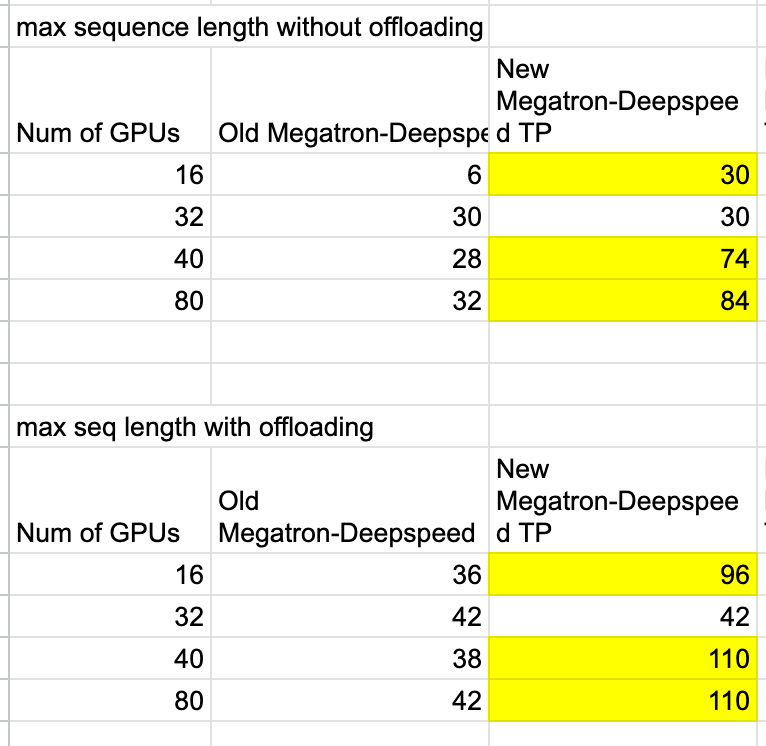 max sequence length without offloading
Num of GPUs Old Megatron-Deepspe New Megatron-Deepspee
d TP
16 6 30
32 30 30
40 28 74
80 32 84
max seq length with offloading
Num of GPUs Old
Megatron-Deepspeed New
Megatron-Deepspee
d TP
16 36 96
32 42 42
40 38 110
80 42 110